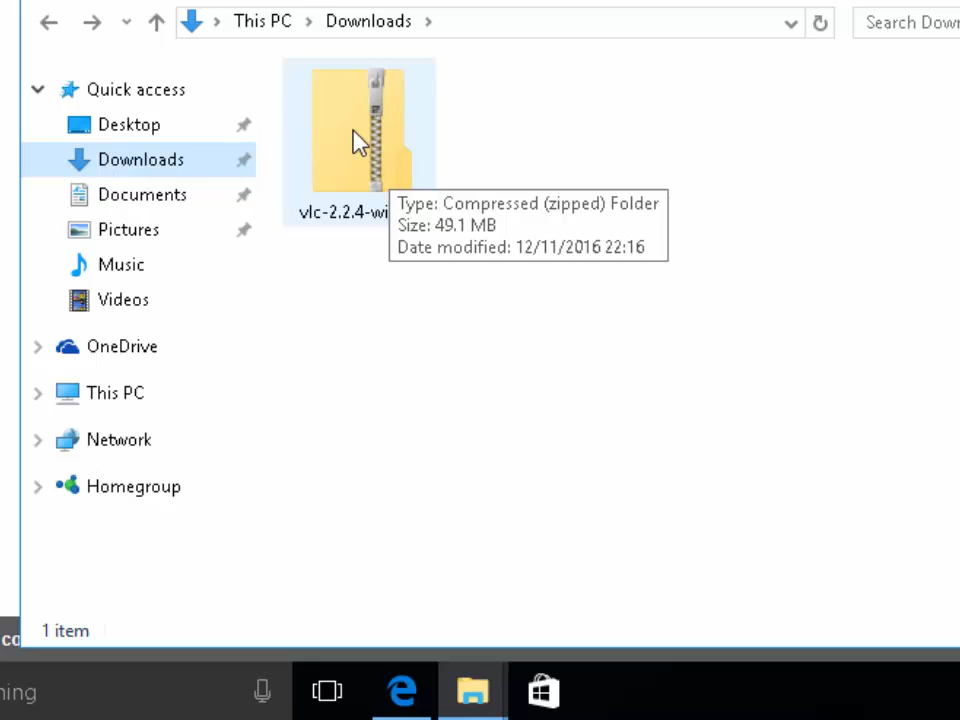 This PC > Downloads >
Search Dow
Quick access
Desktop
Downloads
Documents
Pictures
Music
Videos
OneDrive
This PC
Network
Homegroup
vlc-2.2.4-wi
Type: Compressed (zipped) Folder
Size: 49.1 MB
Date modified: 12/11/2016 22:16
1 item
co
ning